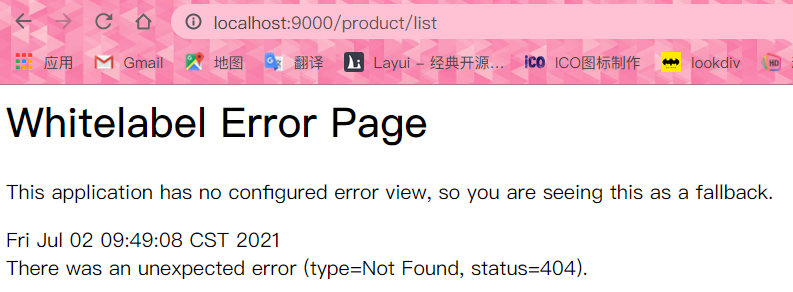 localhost:9000/product/list
应用 Gmail 地图 翻译 Layui - 经典开源... ICO ICO图标制作 lookdiv HD
Whitelabel Error Page
This application has no configured error view, so you are seeing this as a fallback.
Fri Jul 02 09:49:08 CST 2021
There was an unexpected error (type=Not Found, status=404).